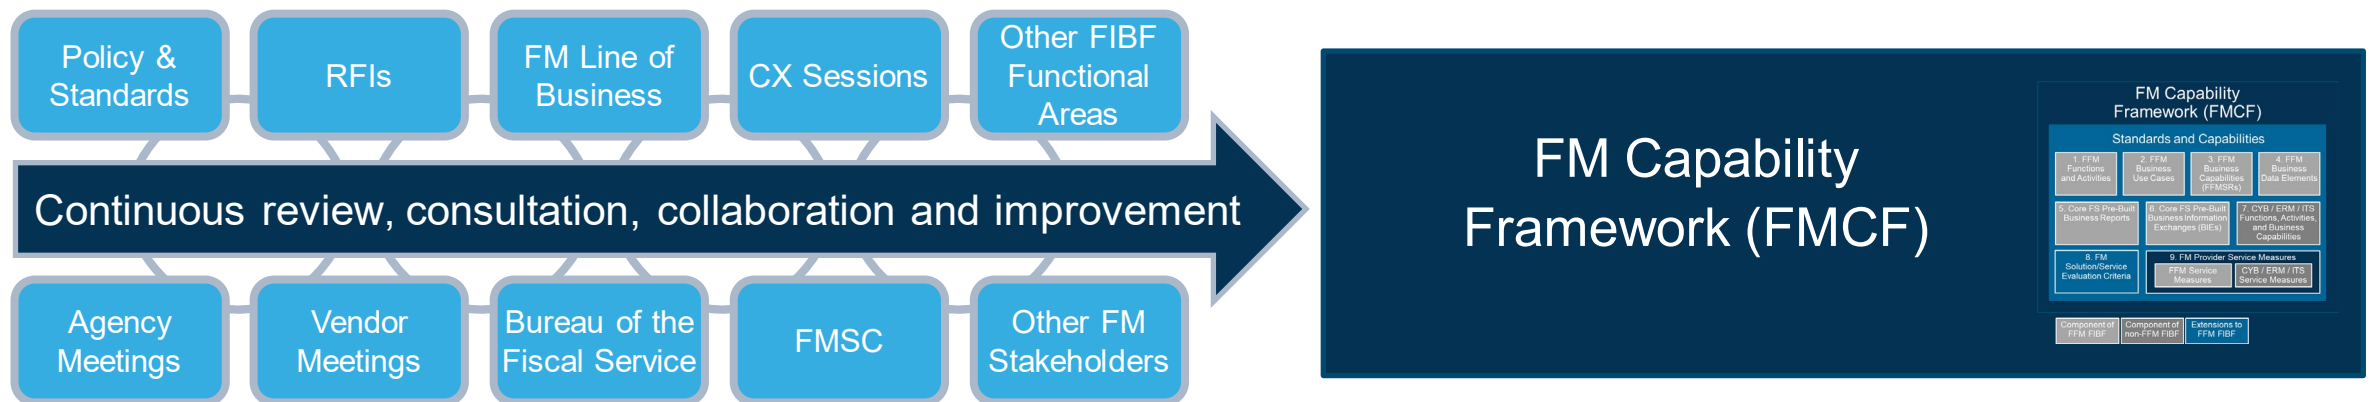 Policy &
Standards
RFIs
FM Line of
Business
CX Sessions
Other FIBF
Functional
Areas
Continuous review, consultation, collaboration and improvement
Agency
Meetings
Vendor
Meetings
Bureau of the
Fiscal Service
FMSC
Other FM
Stakeholders
FM Capability
Framework (FMCF)
FM Capability
Framework (FMCF)
Standards and Capabilities
1. FFM
Functions
and Activities
2. FFM
Business
Use Cases
3. FFM
Business
Capabilities
(FFMSRs)
4. FFM
Business
Data Elements
5. Core FS Pre-Built
Business Reports
6. Core FS Pre-Built
Business Information
Exchanges (BIEs)
7. CYB / ERM / ITS
Functions, Activities,
and Business
Capabilities
8. FM
Solution/Service
Evaluation Criteria
9. FM Provider Service Measures
FFM Service
Measures
CYB / ERM / ITS
Service Measures
Component of
FFM FIBF
Component of
non-FFM FIBF
Extensions to
FFM FIBF